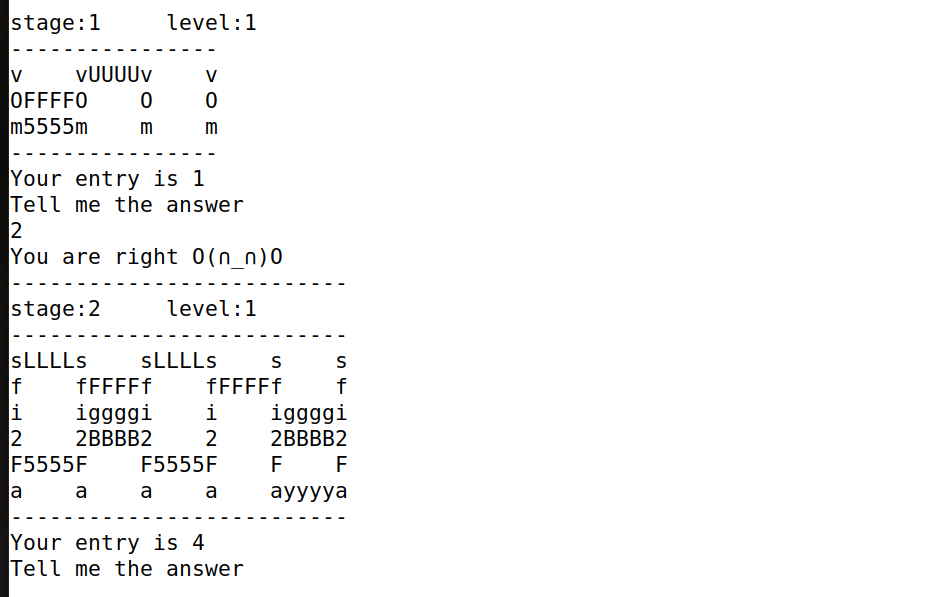 stage:1     level:1
----------------
v    vUUUUv    v
OFFFFO    O    O
m5555m    m    m
----------------
Your entry is 1
Tell me the answer
2
You are right O(∩_∩)O
--------------------------
stage:2     level:1
--------------------------
sLLLLs    sLLLLs    s    s
f    fFFFFf    fFFFFf    f
i    iggggi    i    iggggi
2    2BBBB2    2    2BBBB2
F5555F    F5555F    F    F
a    a    a    a    ayyyya
--------------------------
Your entry is 4
Tell me the answer